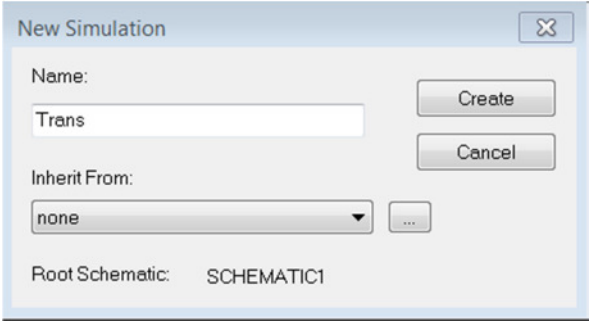 New Simulation
Name:
Create
Trans
Cancel
Inherit From:
none
...
Root Schematic: SCHEMATIC1